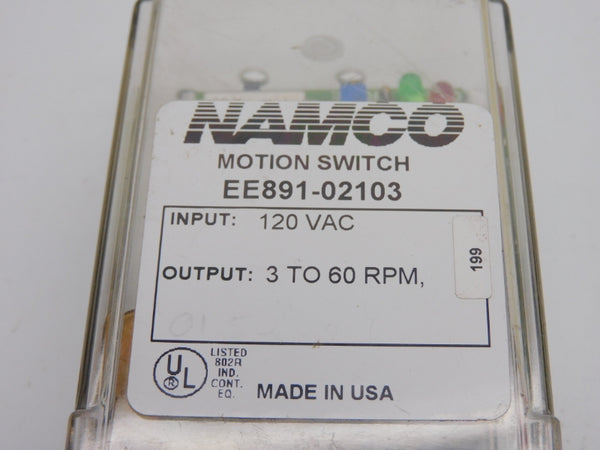 NAMCO
MOTION SWITCH
EE891-02103
INPUT: 120 VAC
OUTPUT: 3 TO 60 RPM,
199
UL
®
LISTED
802R
IND.
CONT.
EQ.
MADE IN USA